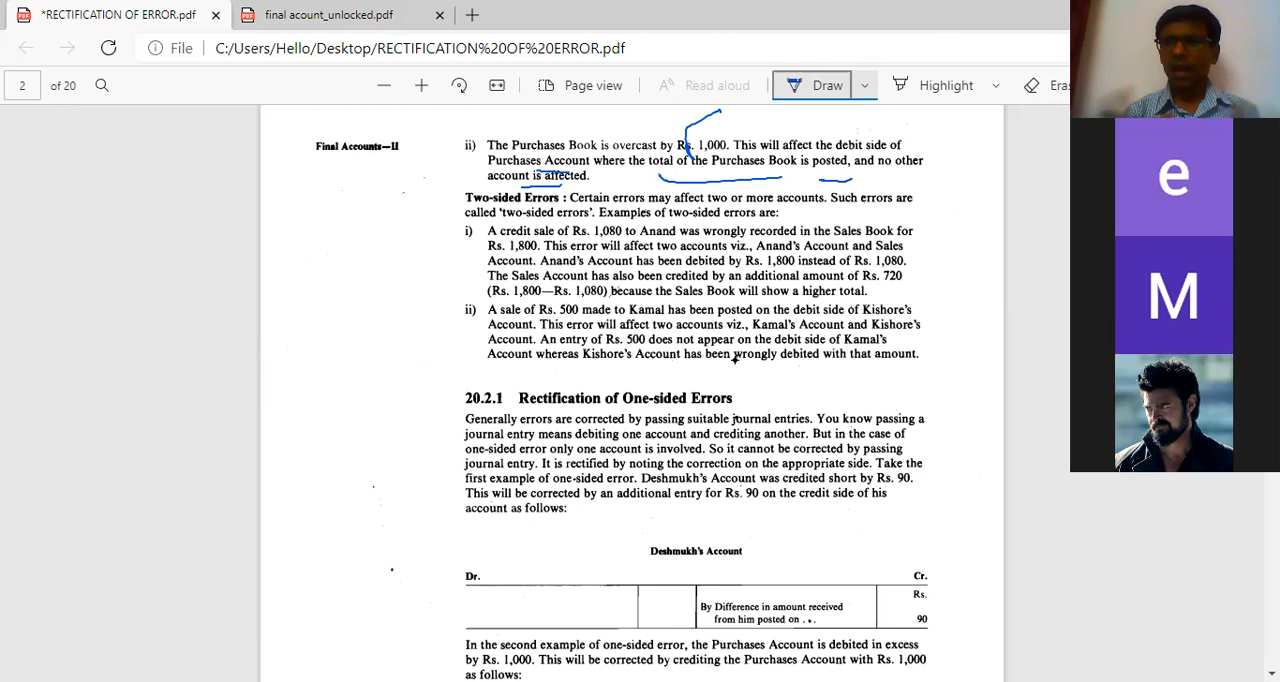 *RECTIFICATION OF ERROR.pdf
final acount_unlocked.pdf
File
C:/Users/Hello/Desktop/RECTIFICATION%20OF%20ERROR.pdf
2 of 20
Page view
Read aloud
Draw
Highlight
Era
Final Accounts—II
ii) The Purchases Book is overcast by Rs. 1,000. This will affect the debit side of
Purchases Account where the total of the Purchases Book is posted, and no other
account is affected.
Two-sided Errors : Certain errors may affect two or more accounts. Such errors are
called 'two-sided errors'. Examples of two-sided errors are:
i) A credit sale of Rs. 1,080 to Anand was wrongly recorded in the Sales Book for
Rs. 1,800. This error will affect two accounts viz., Anand's Account and Sales
Account. Anand's Account has been debited by Rs. 1,800 instead of Rs. 1,080.
The Sales Account has also been credited by an additional amount of Rs. 720
(Rs. 1,800—Rs. 1,080) because the Sales Book will show a higher total.
ii) A sale of Rs. 500 made to Kamal has been posted on the debit side of Kishore's
Account. This error will affect two accounts viz., Kamal's Account and Kishore's
Account. An entry of Rs. 500 does not appear on the debit side of Kamal's
Account whereas Kishore's Account has been wrongly debited with that amount.
20.2.1 Rectification of One-sided Errors
Generally errors are corrected by passing suitable journal entries. You know passing a
journal entry means debiting one account and crediting another. But in the case of
one-sided error only one account is involved. So it cannot be corrected by passing
journal entry. It is rectified by noting the correction on the appropriate side. Take the
first example of one-sided error. Deshmukh's Account was credited short by Rs. 90.
This will be corrected by an additional entry for Rs. 90 on the credit side of his
account as follows:
Deshmukh's Account
Dr. Cr.
Rs.
By Difference in amount received
from him posted on . . . 90
In the second example of one-sided error, the Purchases Account is debited in excess
by Rs. 1,000. This will be corrected by crediting the Purchases Account with Rs. 1,000
as follows:
e
M